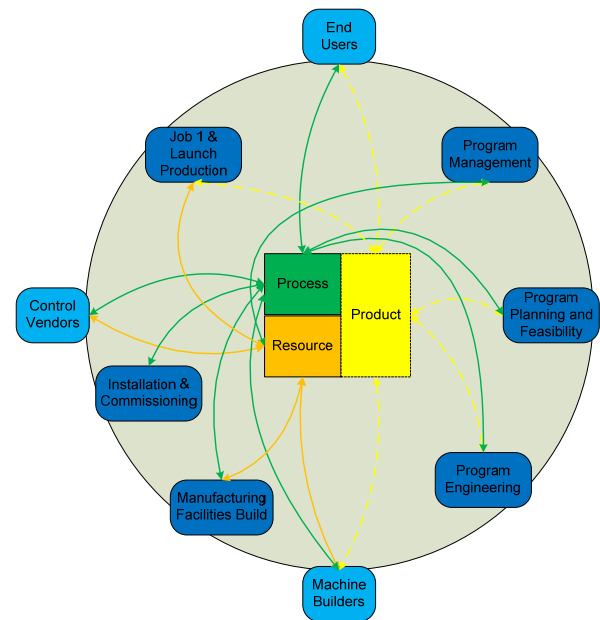 End
Users
Job 1 &
Launch
Production
Program
Management
Process
Product
Resource
Control
Vendors
Program
Planning and
Feasibility
Installation &
Commissioning
Program
Engineering
Manufacturing
Facilities Build
Machine
Builders